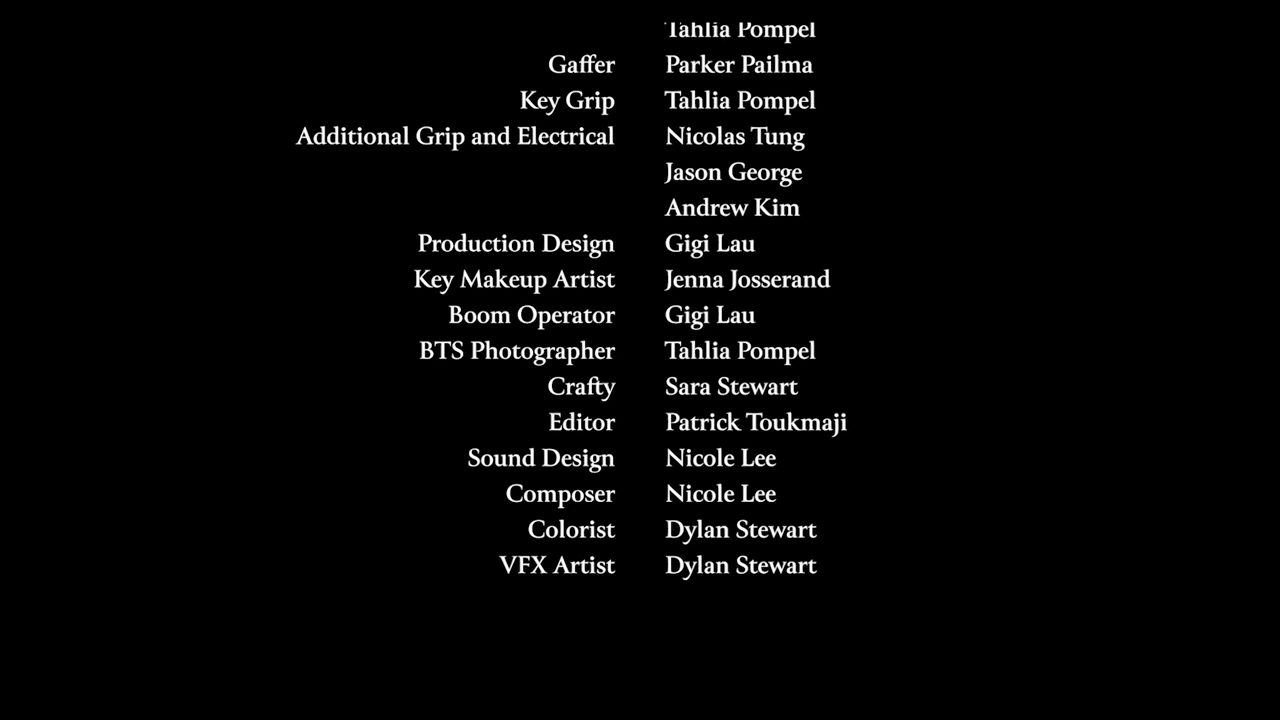 Tahlia Pompel
Gaffer Parker Pailma
Key Grip Tahlia Pompel
Additional Grip and Electrical Nicolas Tung
Jason George
Andrew Kim
Production Design Gigi Lau
Key Makeup Artist Jenna Josserand
Boom Operator Gigi Lau
BTS Photographer Tahlia Pompel
Crafty Sara Stewart
Editor Patrick Toukmaji
Sound Design Nicole Lee
Composer Nicole Lee
Colorist Dylan Stewart
VFX Artist Dylan Stewart